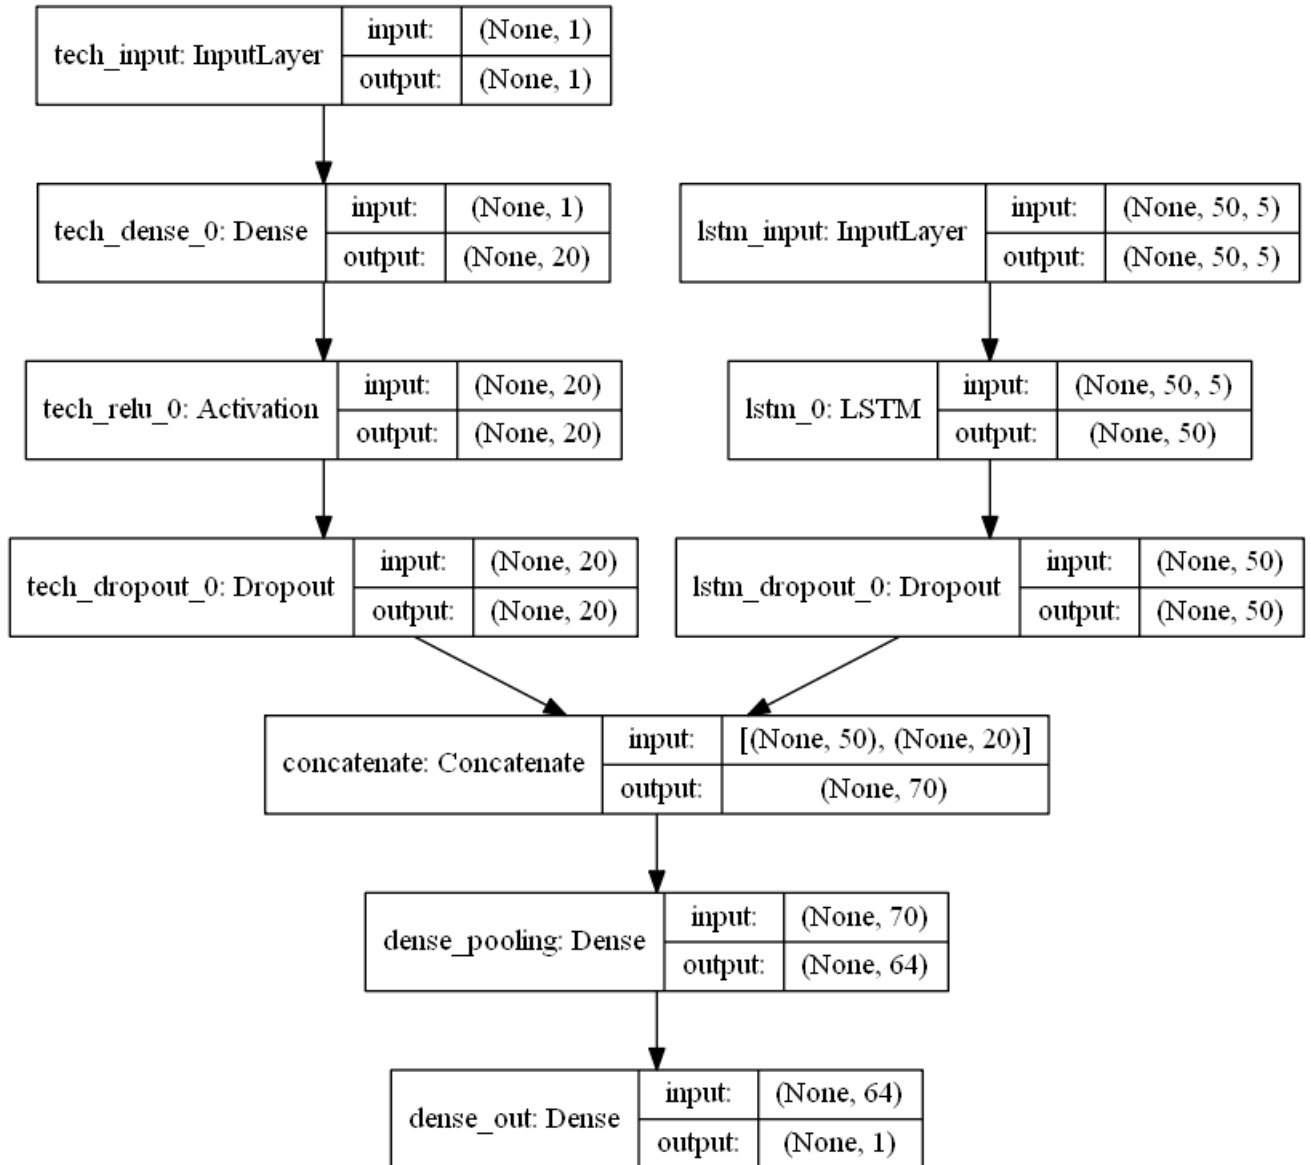 tech_input: InputLayer
input: (None, 1)
output: (None, 1)
tech_dense_0: Dense
input: (None, 1)
output: (None, 20)
lstm_input: InputLayer
input: (None, 50, 5)
output: (None, 50, 5)
tech_relu_0: Activation
input: (None, 20)
output: (None, 20)
lstm_0: LSTM
input: (None, 50, 5)
output: (None, 50)
tech_dropout_0: Dropout
input: (None, 20)
output: (None, 20)
lstm_dropout_0: Dropout
input: (None, 50)
output: (None, 50)
concatenate: Concatenate
input: [(None, 50), (None, 20)]
output: (None, 70)
dense_pooling: Dense
input: (None, 70)
output: (None, 64)
dense_out: Dense
input: (None, 64)
output: (None, 1)